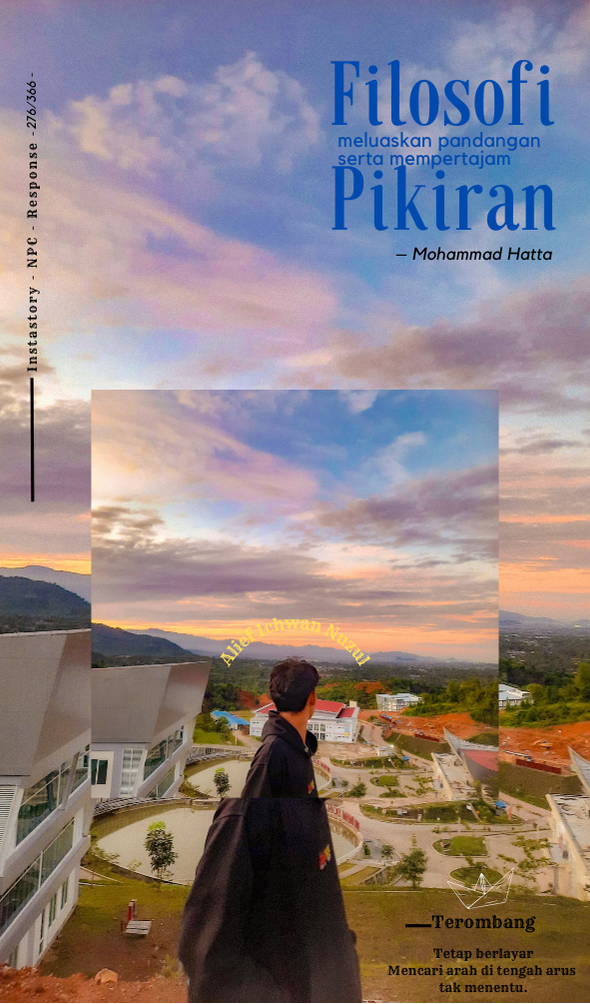 Filosofi
meluaskan pandangan
serta mempertajam
Pikiran
– Mohammad Hatta
Instastory - NPC - Response - 276/366 -
Alief Ichwan Nuzul
Terombang
Tetap berlayar
Mencari arah di tengah arus
tak menentu.